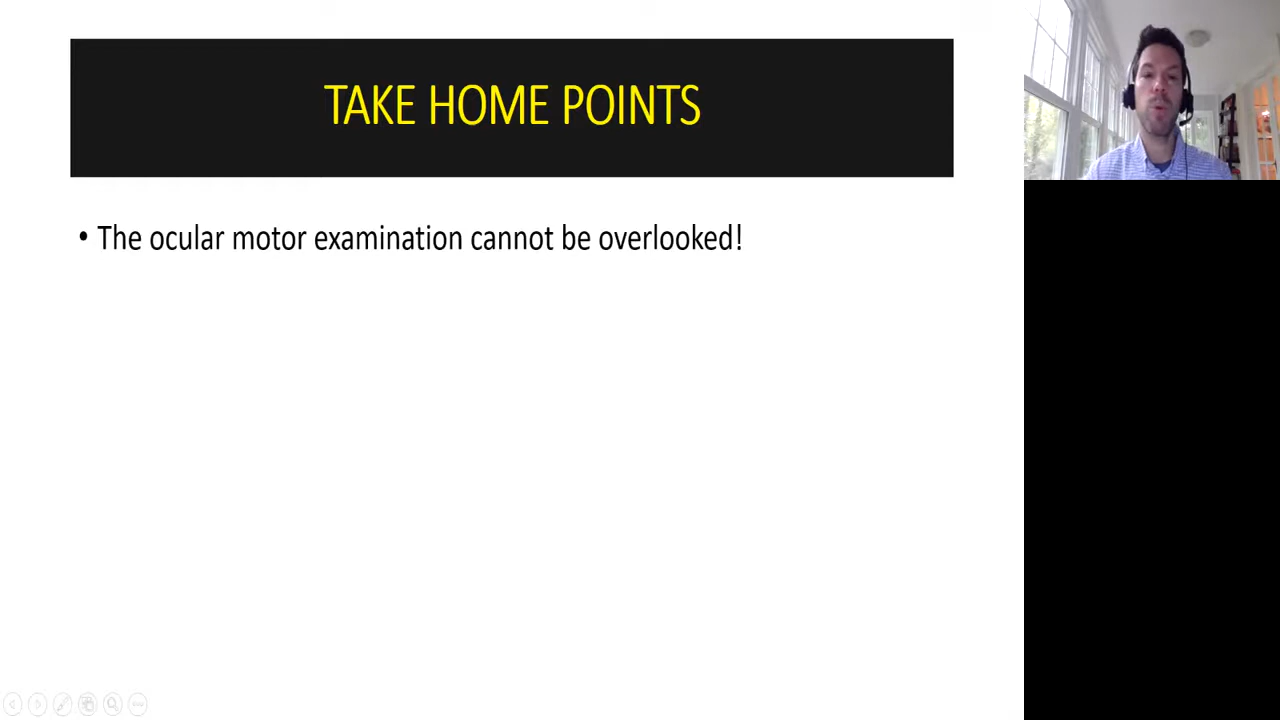 TAKE HOME POINTS
• The ocular motor examination cannot be overlooked!